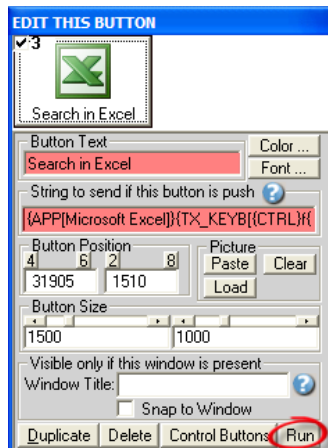 EDIT THIS BUTTON
3
Search in Excel
Button Text
Color ...
Search in Excel
Font ...
String to send if this button is push ?
{APP[Microsoft Excel]}{TX_KEYB[{CTRL}f{
Button Position
Picture
4 6 2 8
Paste Clear
31905 1510
Load
Button Size
1500 1000
Visible only if this window is present
Window Title: ?
Snap to Window
Duplicate Delete Control Buttons Run